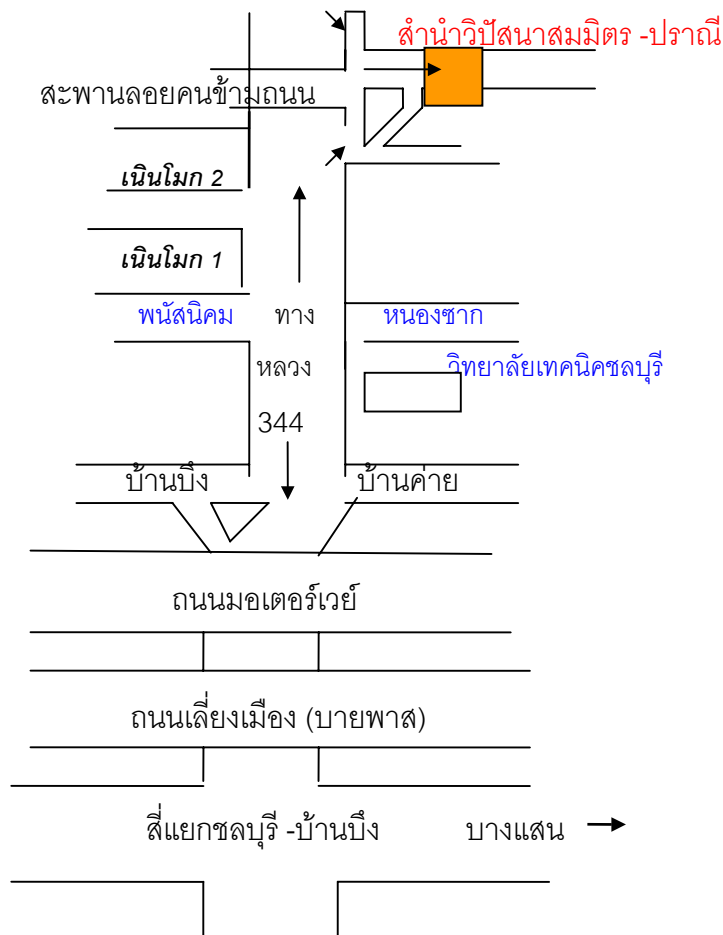 สำนำวิปัสนาสมมิตร -ปราณี
สะพานลอยคนข้ามถนน
เนินโมก 2
เนินโมก 1
พนัสนิคม ทาง หนองซาก
หลวง วิทยาลัยเทคนิคชลบุรี
344
บ้านบึง บ้านค่าย
ถนนมอเตอร์เวย์
ถนนเลี่ยงเมือง (บายพาส)
สี่แยกชลบุรี -บ้านบึง บางแสน